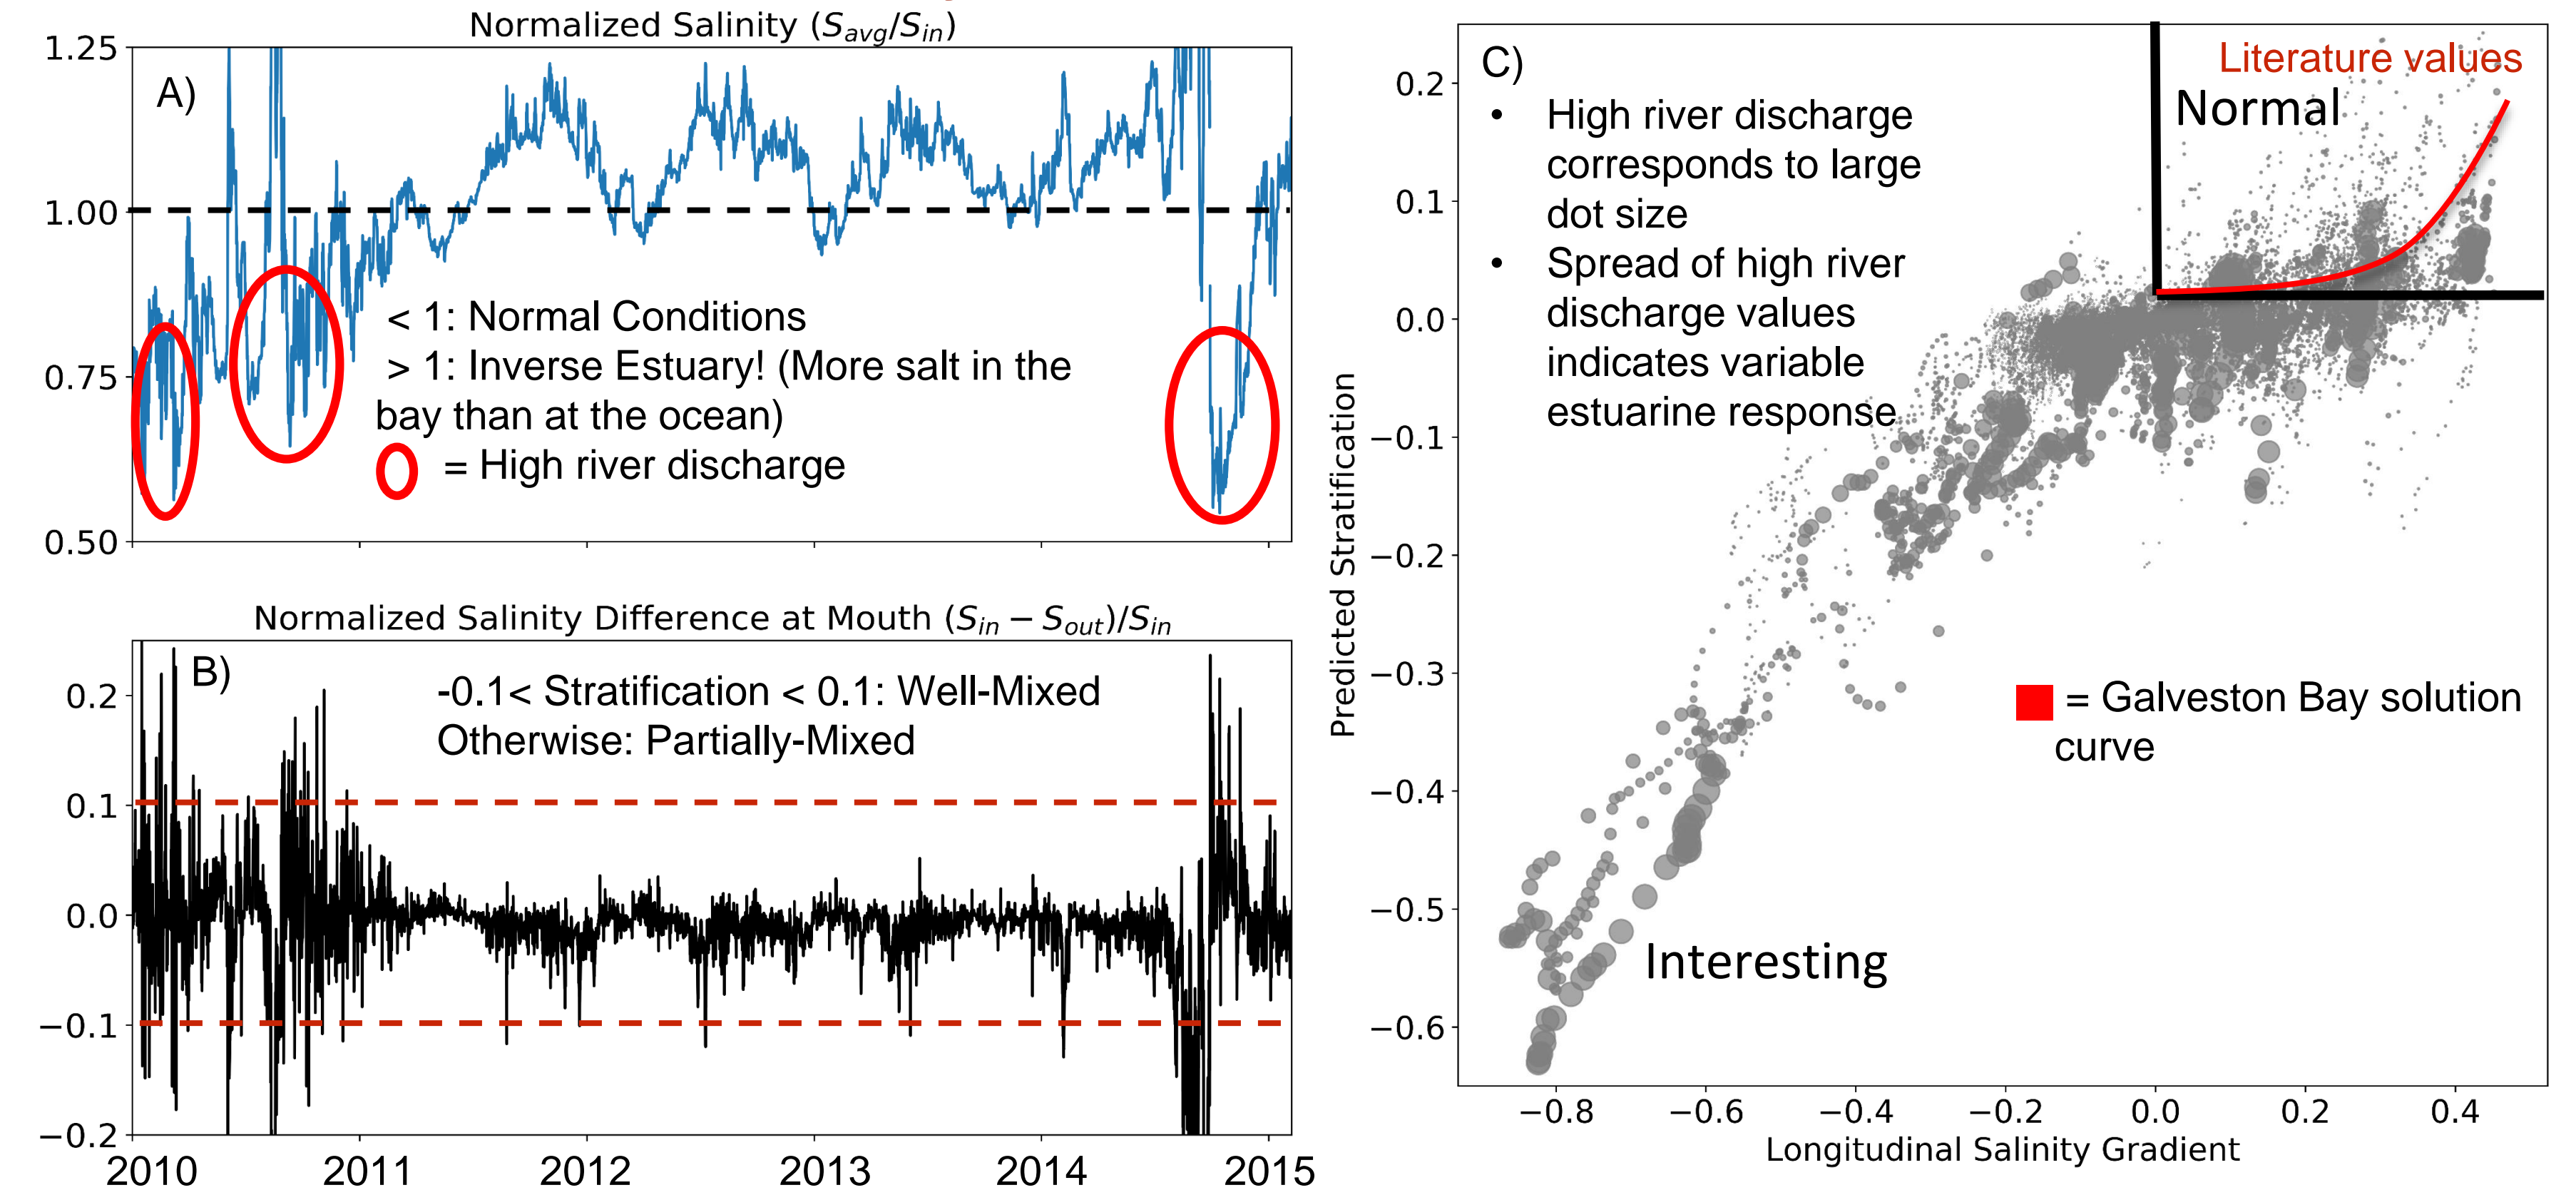 Normalized Salinity (S_avg/S_in)
1.25
1.00
0.75
0.50
A)
< 1: Normal Conditions
> 1: Inverse Estuary! (More salt in the
bay than at the ocean)
= High river discharge
Normalized Salinity Difference at Mouth (S_in − S_out)/S_in
B)
-0.1< Stratification < 0.1: Well-Mixed
Otherwise: Partially-Mixed
0.2
0.1
0.0
−0.1
−0.2
2010 2011 2012 2013 2014 2015
C)
Literature values
Normal
• High river discharge
corresponds to large
dot size
• Spread of high river
discharge values
indicates variable
estuarine response
= Galveston Bay solution
curve
Interesting
Predicted Stratification
0.2
0.1
0.0
−0.1
−0.2
−0.3
−0.4
−0.5
−0.6
−0.8 −0.6 −0.4 −0.2 0.0 0.2 0.4
Longitudinal Salinity Gradient